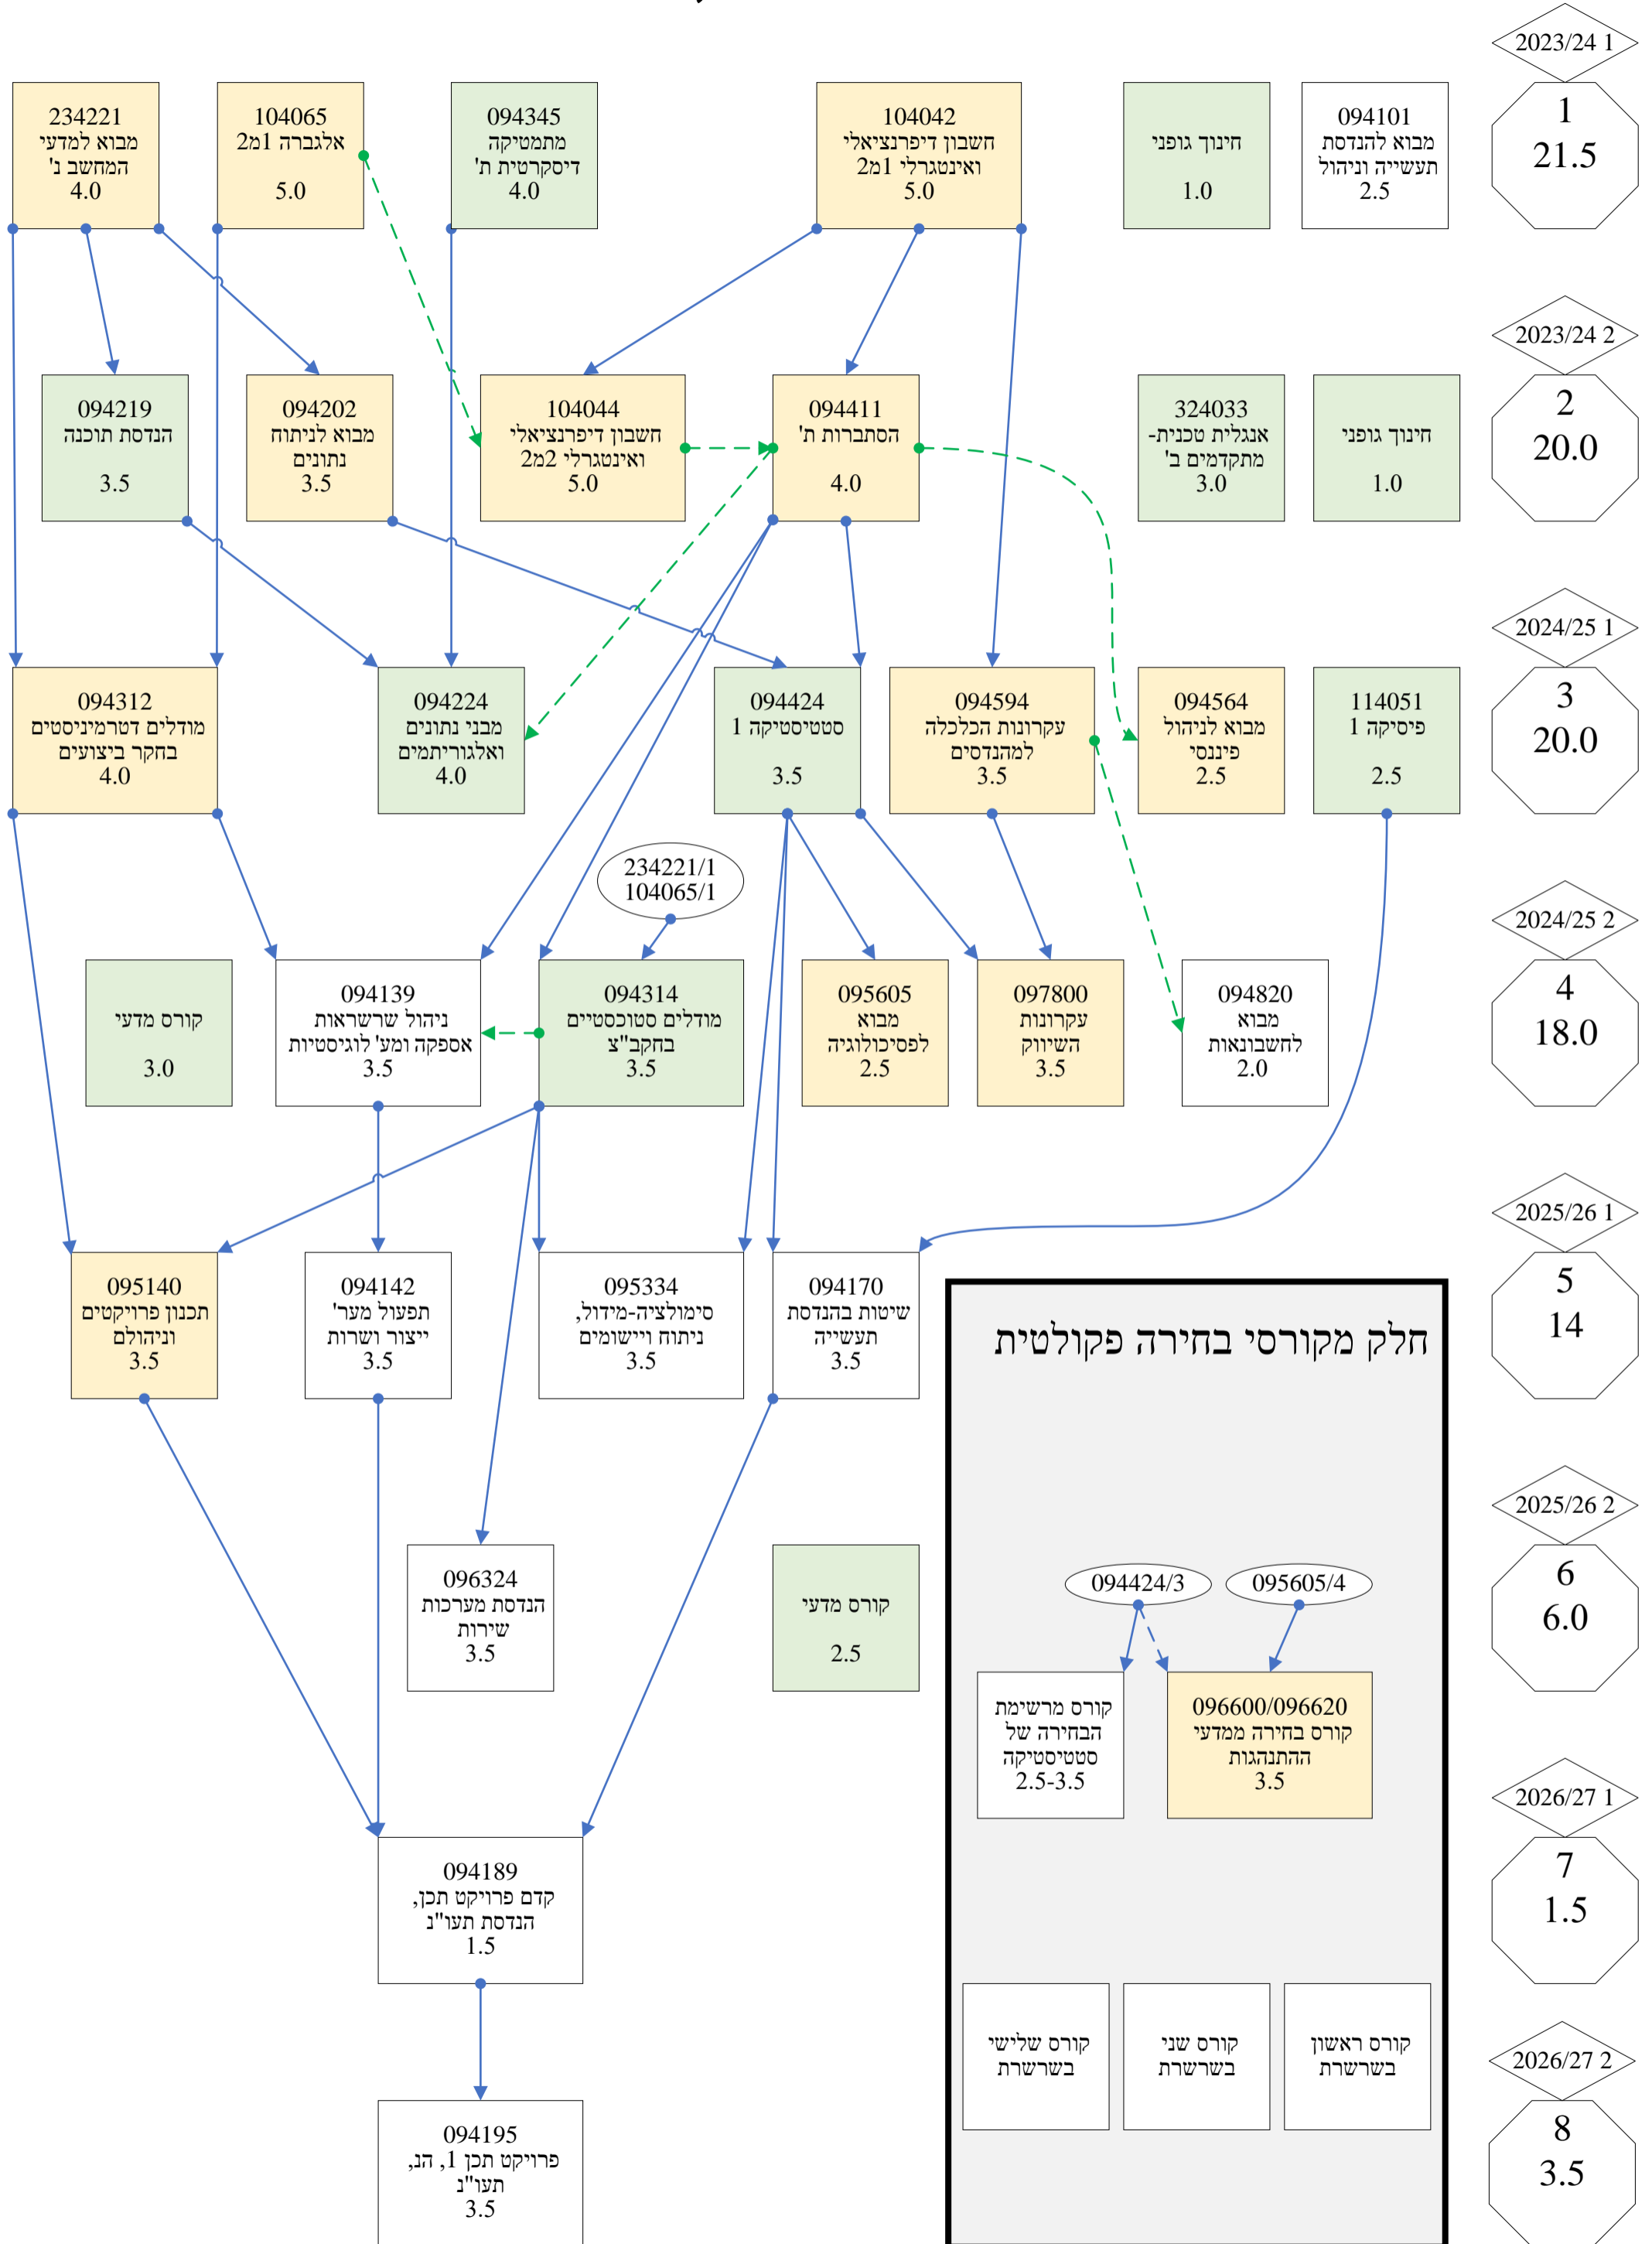 2023/24 1
1
21.5
094101
מבוא להנדסת
תעשייה וניהול
2.5
חינוך גופני
1.0
104042
חשבון דיפרנציאלי
ואינטגרלי 1מ2
5.0
094345
מתמטיקה
דיסקרטית ת'
4.0
104065
אלגברה 1מ2
5.0
234221
מבוא למדעי
המחשב נ'
4.0
2023/24 2
2
20.0
חינוך גופני
1.0
324033
אנגלית טכנית-
מתקדמים ב'
3.0
094411
הסתברות ת'
4.0
104044
חשבון דיפרנציאלי
ואינטגרלי 2מ2
5.0
094202
מבוא לניתוח
נתונים
3.5
094219
הנדסת תוכנה
3.5
2024/25 1
3
20.0
114051
פיסיקה 1
2.5
094564
מבוא לניהול
פיננסי
2.5
094594
עקרונות הכלכלה
למהנדסים
3.5
094424
סטטיסטיקה 1
3.5
094224
מבני נתונים
ואלגוריתמים
4.0
094312
מודלים דטרמיניסטים
בחקר ביצועים
4.0
234221/1
104065/1
2024/25 2
4
18.0
094820
מבוא
לחשבונאות
2.0
097800
עקרונות
השיווק
3.5
095605
מבוא
לפסיכולוגיה
2.5
094314
מודלים סטוכסטיים
בחקב"צ
3.5
094139
ניהול שרשראות
אספקה ומע' לוגיסטיות
3.5
קורס מדעי
3.0
2025/26 1
5
14
094170
שיטות בהנדסת
תעשייה
3.5
095334
סימולציה-מידול,
ניתוח ויישומים
3.5
094142
תפעול מער'
ייצור ושרות
3.5
095140
תכנון פרויקטים
וניהולם
3.5
חלק מקורסי בחירה פקולטית
2025/26 2
6
6.0
095605/4
094424/3
096600/096620
קורס בחירה ממדעי
ההתנהגות
3.5
קורס מרשימת
הבחירה של
סטטיסטיקה
2.5-3.5
קורס מדעי
2.5
096324
הנדסת מערכות
שירות
3.5
2026/27 1
7
1.5
094189
קדם פרויקט תכן,
הנדסת תעו"נ
1.5
קורס ראשון
בשרשרת
קורס שני
בשרשרת
קורס שלישי
בשרשרת
2026/27 2
8
3.5
094195
פרויקט תכן 1, הנ,
תעו"נ
3.5